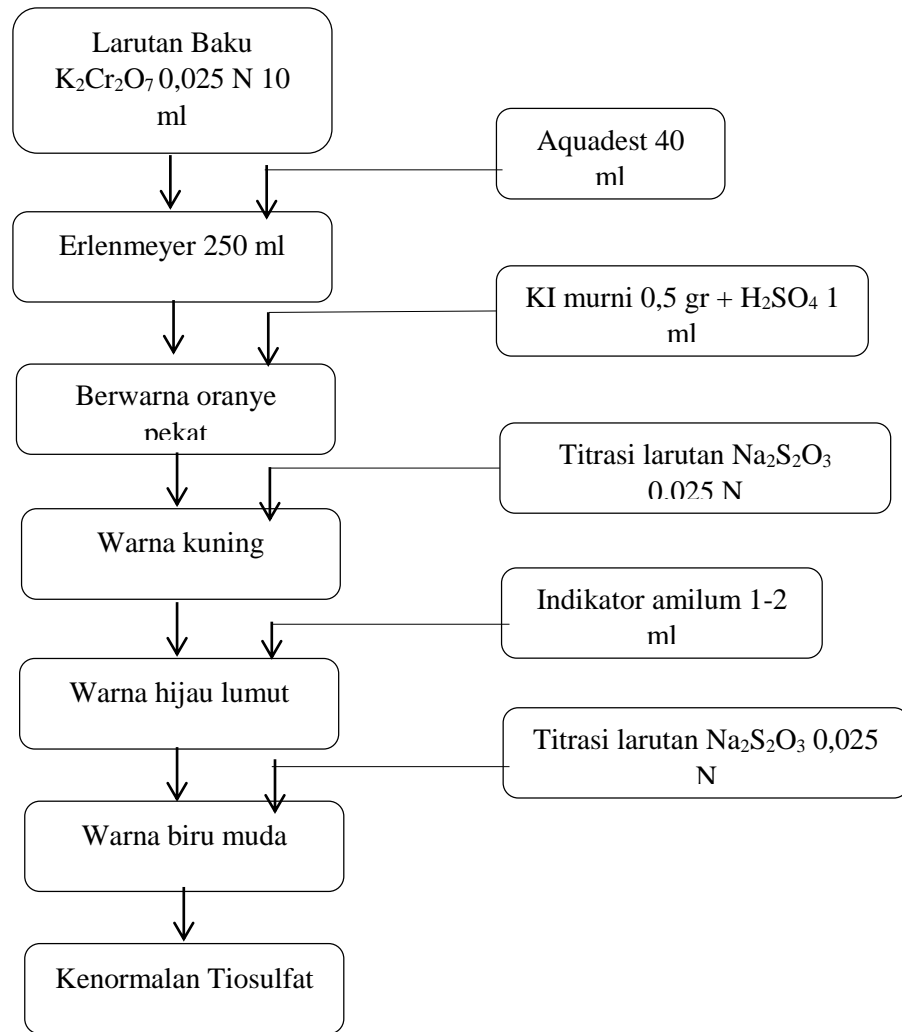 Larutan Baku
K₂Cr₂O₇ 0,025 N 10
ml
Aquadest 40
ml
Erlenmeyer 250 ml
KI murni 0,5 gr + H₂SO₄ 1
ml
Berwarna oranye
pekat
Titrasi larutan Na₂S₂O₃
0,025 N
Warna kuning
Indikator amilum 1-2
ml
Warna hijau lumut
Titrasi larutan Na₂S₂O₃ 0,025
N
Warna biru muda
Kenormalan Tiosulfat